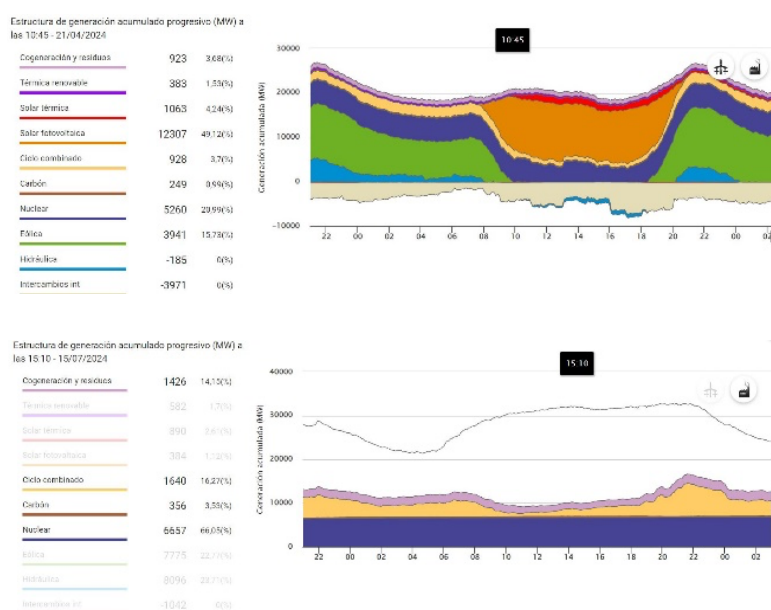 Estructura de generación acumulado progresivo (MW) a
las 10:45 - 21/04/2024
Cogeneración y residuos 923 3,68(%)
Térmica renovable 383 1,53(%)
Solar térmica 1063 4,24(%)
Solar fotovoltaica 12307 49,12(%)
Ciclo combinado 928 3,7(%)
Carbón 249 0,99(%)
Nuclear 5260 20,99(%)
Eólica 3941 15,73(%)
Hidráulica -185 0(%)
Intercambios int -3971 0(%)
10:45
Generación acumulada (MW)
30000
20000
10000
0
-10000
22 00 02 04 06 08 10 12 14 16 18 20 22 00 02
Estructura de generación acumulado progresivo (MW) a
las 15:10 - 15/07/2024
Cogeneración y residuos 1426 14,15(%)
Térmica renovable 582 1,7(%)
Solar térmica 890 2,61(%)
Solar fotovoltaica
Ciclo combinado 1640 16,27(%)
Carbón 356 3,53(%)
Nuclear 6657 66,05(%)
Eólica 7775 22,77(%)
Hidráulica 8096
Intercambios int -1042 0(%)
15:10
Generación acumulada (MW)
40000
30000
20000
10000
0
22 00 02 04 06 08 10 12 14 16 18 20 22 00 02